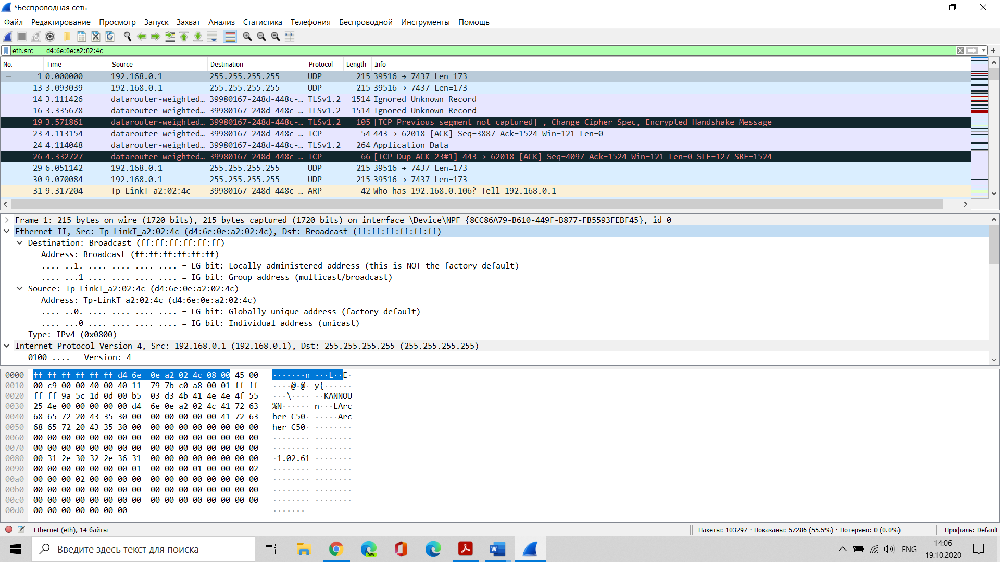 *Беспроводная сеть
Файл Редактирование Просмотр Запуск Захват Анализ Статистика Телефония Беспроводной Инструменты Помощь
eth.src == d4:6e:0e:a2:02:4c
No. Time Source Destination Protocol Length Info
1 0.000000 192.168.0.1 255.255.255.255 UDP 215 39516 → 7437 Len=173
13 3.093039 192.168.0.1 255.255.255.255 UDP 215 39516 → 7437 Len=173
14 3.111426 datarouter-weighted… 39980167-248d-448c-… TLSv1.2 1514 Ignored Unknown Record
16 3.335678 datarouter-weighted… 39980167-248d-448c-… TLSv1.2 1514 Ignored Unknown Record
19 3.571861 datarouter-weighted… 39980167-248d-448c-… TLSv1.2 105 [TCP Previous segment not captured] , Change Cipher Spec, Encrypted Handshake Message
23 4.113154 datarouter-weighted… 39980167-248d-448c-… TCP 54 443 → 62018 [ACK] Seq=3887 Ack=1524 Win=121 Len=0
24 4.114048 datarouter-weighted… 39980167-248d-448c-… TLSv1.2 264 Application Data
26 4.332727 datarouter-weighted… 39980167-248d-448c-… TCP 66 [TCP Dup ACK 23#1] 443 → 62018 [ACK] Seq=4097 Ack=1524 Win=121 Len=0 SLE=127 SRE=1524
29 6.051142 192.168.0.1 255.255.255.255 UDP 215 39516 → 7437 Len=173
30 9.070084 192.168.0.1 255.255.255.255 UDP 215 39516 → 7437 Len=173
31 9.317204 Tp-LinkT_a2:02:4c 39980167-248d-448c-… ARP 42 Who has 192.168.0.106? Tell 192.168.0.1
Frame 1: 215 bytes on wire (1720 bits), 215 bytes captured (1720 bits) on interface \Device\NPF_{8CC86A79-B610-449F-B877-FB5593FEBF45}, id 0
Ethernet II, Src: Tp-LinkT_a2:02:4c (d4:6e:0e:a2:02:4c), Dst: Broadcast (ff:ff:ff:ff:ff:ff)
Destination: Broadcast (ff:ff:ff:ff:ff:ff)
Address: Broadcast (ff:ff:ff:ff:ff:ff)
.... ..1. .... .... .... .... = LG bit: Locally administered address (this is NOT the factory default)
.... ...1 .... .... .... .... = IG bit: Group address (multicast/broadcast)
Source: Tp-LinkT_a2:02:4c (d4:6e:0e:a2:02:4c)
Address: Tp-LinkT_a2:02:4c (d4:6e:0e:a2:02:4c)
.... ..0. .... .... .... .... = LG bit: Globally unique address (factory default)
.... ...0 .... .... .... .... = IG bit: Individual address (unicast)
Type: IPv4 (0x0800)
Internet Protocol Version 4, Src: 192.168.0.1 (192.168.0.1), Dst: 255.255.255.255 (255.255.255.255)
0100 .... = Version: 4
0000 ff ff ff ff ff ff d4 6e 0e a2 02 4c 08 00 45 00 ·······n ···L··E·
0010 00 c9 00 00 40 00 40 11 79 7b c0 a8 00 01 ff ff ····@·@· y{······
0020 ff ff 9a 5c 1d 0d 00 b5 03 d3 4b 41 4e 4e 4f 55 ···\···· ··KANNOU
0030 25 4e 00 00 00 00 00 d4 6e 0e a2 02 4c 41 72 63 %N······ n···LArc
0040 68 65 72 20 43 35 30 00 00 00 00 00 00 41 72 63 her C50· ·····Arc
0050 68 65 72 20 43 35 30 00 00 00 00 00 00 00 00 00 her C50· ········
0060 00 00 00 00 00 00 00 00 00 00 00 00 00 00 00 00 ········ ········
0070 00 00 00 00 00 00 00 00 00 00 00 00 00 00 00 00 ········ ········
0080 00 31 2e 30 32 2e 36 31 00 00 00 00 00 00 00 00 ·1.02.61 ········
0090 00 00 00 00 00 00 00 01 00 00 00 01 00 00 00 02 ········ ········
00a0 00 00 00 02 00 00 00 00 00 00 00 00 00 00 00 00 ········ ········
00b0 00 00 00 00 00 00 00 00 00 00 00 00 00 00 00 00 ········ ········
00c0 00 00 00 00 00 00 00 00 00 00 00 00 00 00 00 00 ········ ········
00d0 00 00 00 00 00 00 00 ·······
Ethernet (eth), 14 байты Пакеты: 103297 · Показаны: 57286 (55.5%) · Потеряно: 0 (0.0%) Профиль: Default
Введите здесь текст для поиска
DEV
ENG
14:06
19.10.2020